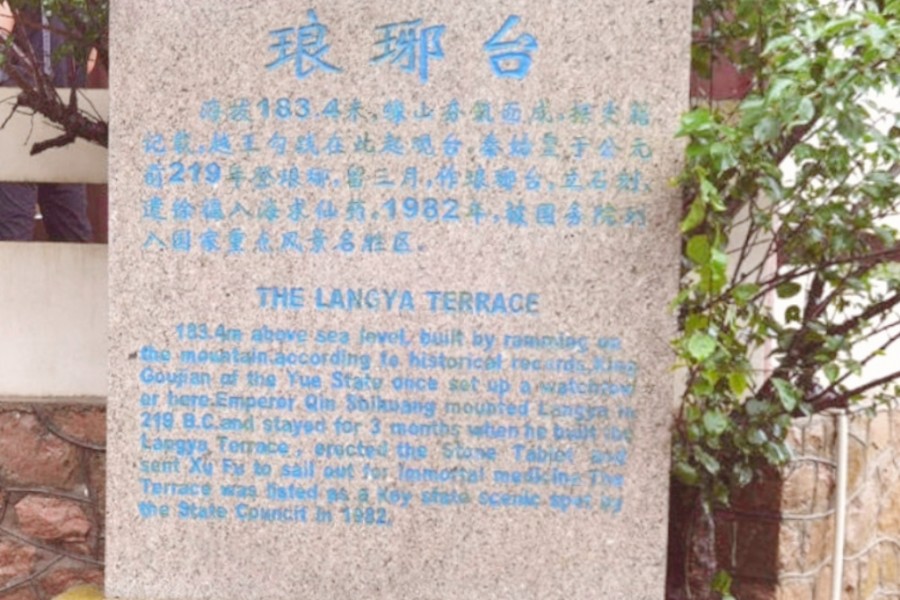 琅琊台
海拔183.4米,缘山夯筑而成,据史籍
记载,越王勾践在此起观台,秦始皇于公元
前219年登琅琊,留三月,作琅琊台,立石刻,
遣徐福入海求仙药。1982年,被国务院列
入国家重点风景名胜区。
THE LANGYA TERRACE
183.4m above sea level, built by ramming on
the mountain.according to historical records.King
Goujian of the Yue State once set up a watchtow
er here.Emperor Qin Shikuang mounted Langya in
219 B.C.and stayed for 3 months when he built the
Langya Terrace, erected the Stone Tablet and
sent Xu Fu to sail out for immortal medicine The
Terrace was listed as a key state scenic spot by
the State Council in 1982.